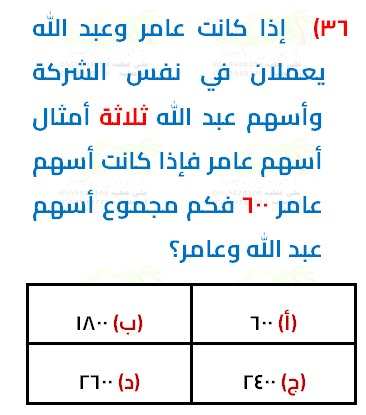 ٣٦) إذا كانت عامر وعبد الله
يعملان في نفس الشركة
وأسهم عبد الله ثلاثة أمثال
أسهم عامر فإذا كانت أسهم
عامر ٦٠٠ فكم مجموع أسهم
عبد الله وعامر؟
(أ) ٦٠٠ (ب) ١٨٠٠
(ج) ٢٤٠٠ (د) ٢٦٠٠